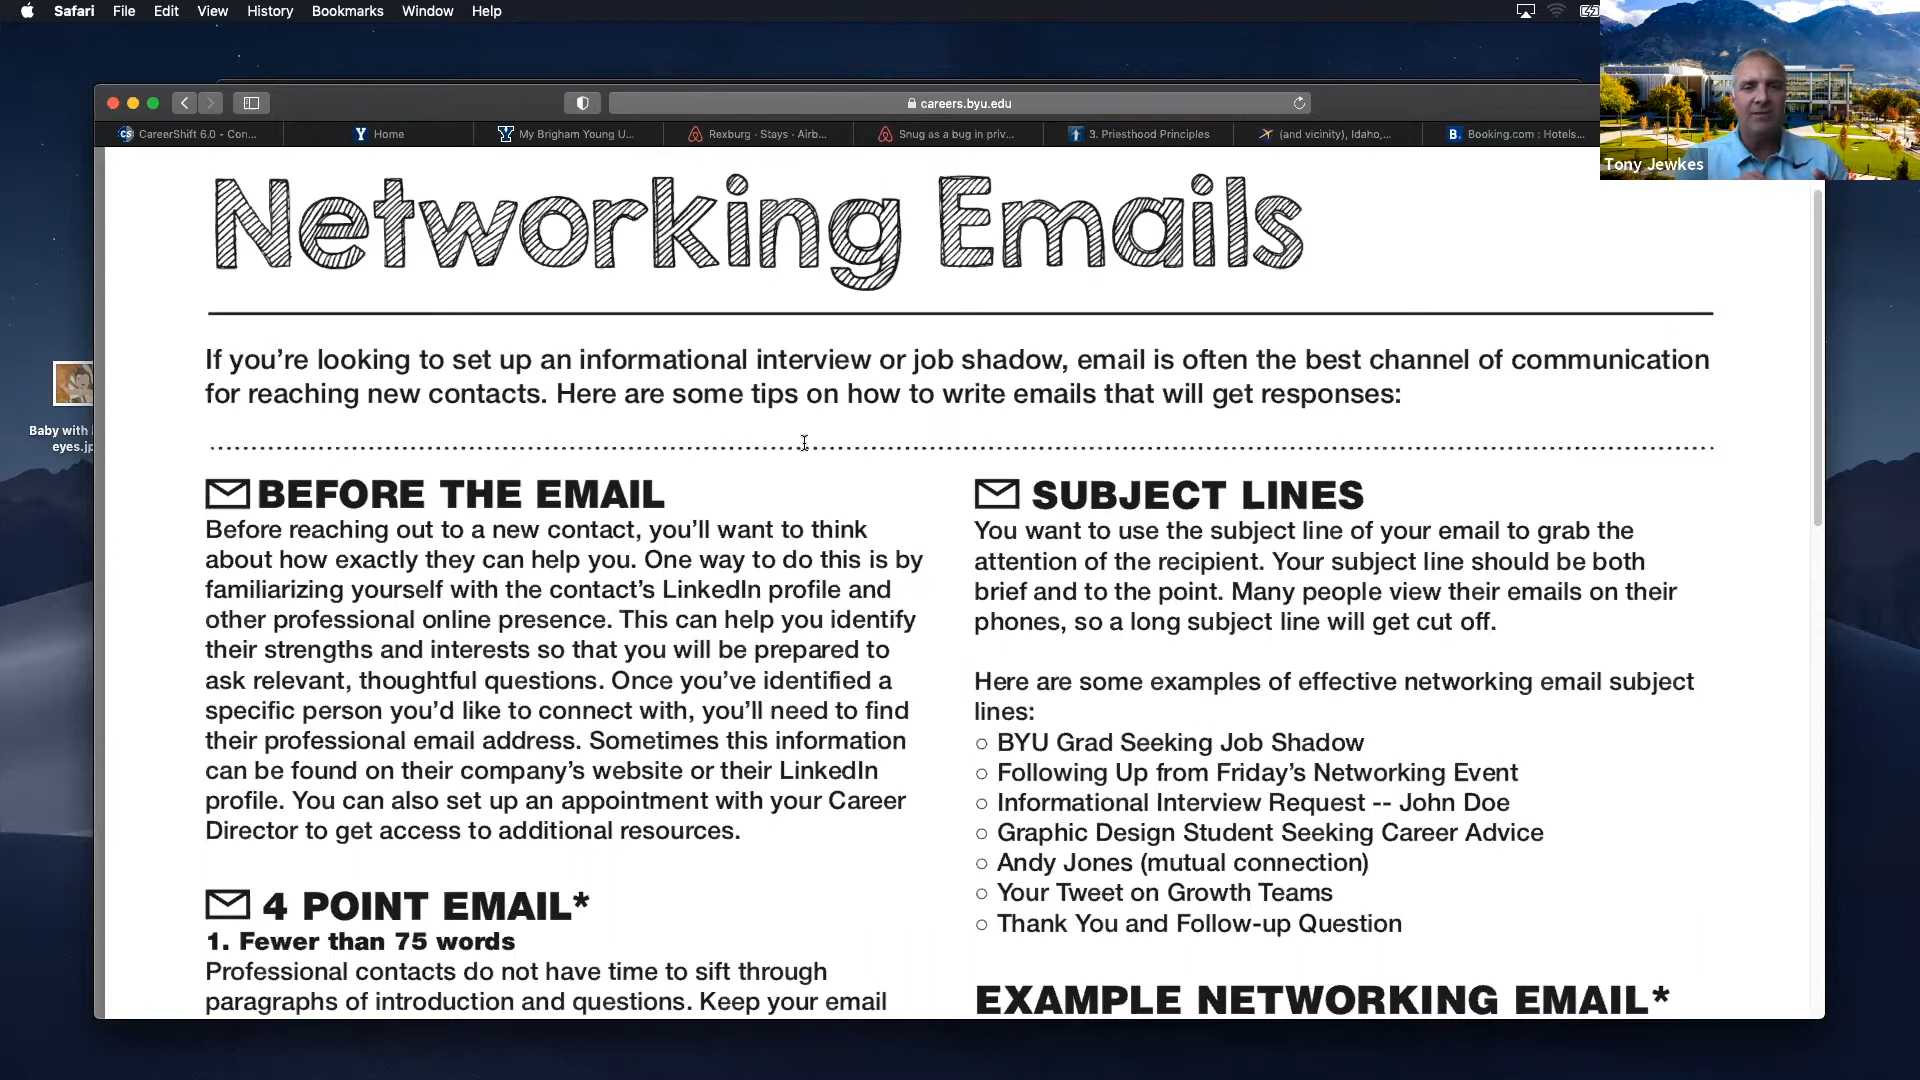 Safari File Edit View History Bookmarks Window Help
careers.byu.edu
CareerShift 6.0 - Con...
Home
My Brigham Young U...
Rexburg · Stays · Airb...
Snug as a bug in priv...
3. Priesthood Principles
(and vicinity), Idaho,...
Booking.com : Hotels...
Tony Jewkes
Baby with
eyes.jp
Networking Emails
If you’re looking to set up an informational interview or job shadow, email is often the best channel of communication
for reaching new contacts. Here are some tips on how to write emails that will get responses:
BEFORE THE EMAIL
Before reaching out to a new contact, you’ll want to think
about how exactly they can help you. One way to do this is by
familiarizing yourself with the contact’s LinkedIn profile and
other professional online presence. This can help you identify
their strengths and interests so that you will be prepared to
ask relevant, thoughtful questions. Once you’ve identified a
specific person you’d like to connect with, you’ll need to find
their professional email address. Sometimes this information
can be found on their company’s website or their LinkedIn
profile. You can also set up an appointment with your Career
Director to get access to additional resources.
4 POINT EMAIL*
1. Fewer than 75 words
Professional contacts do not have time to sift through
paragraphs of introduction and questions. Keep your email
SUBJECT LINES
You want to use the subject line of your email to grab the
attention of the recipient. Your subject line should be both
brief and to the point. Many people view their emails on their
phones, so a long subject line will get cut off.
Here are some examples of effective networking email subject
lines:
○ BYU Grad Seeking Job Shadow
○ Following Up from Friday’s Networking Event
○ Informational Interview Request -- John Doe
○ Graphic Design Student Seeking Career Advice
○ Andy Jones (mutual connection)
○ Your Tweet on Growth Teams
○ Thank You and Follow-up Question
EXAMPLE NETWORKING EMAIL*